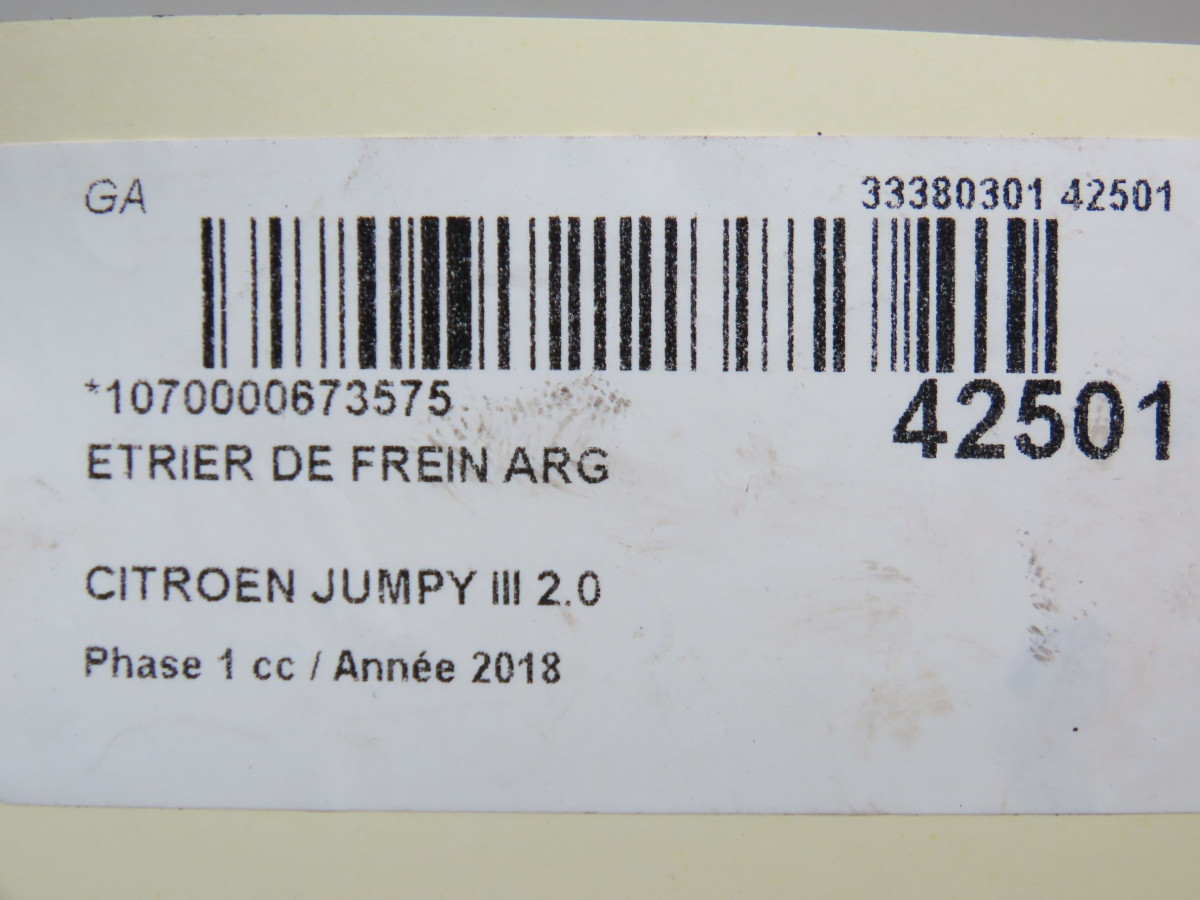 GA
33380301 42501
*1070000673575
42501
ETRIER DE FREIN ARG
CITROEN JUMPY III 2.0
Phase 1 cc / Année 2018